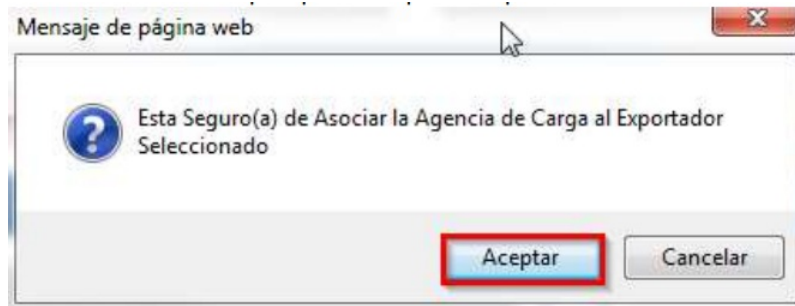 Mensaje de página web
Esta Seguro(a) de Asociar la Agencia de Carga al Exportador
Seleccionado
Aceptar
Cancelar